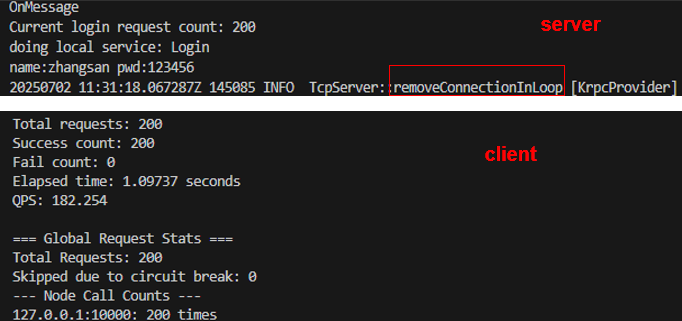 OnMessage
Current login request count: 200
server
doing local service: Login
name:zhangsan pwd:123456
20250702 11:31:18.067287Z 145085 INFO  TcpServer::removeConnectionInLoop [KrpcProvider]
Total requests: 200
Success count: 200
Fail count: 0
client
Elapsed time: 1.09737 seconds
QPS: 182.254
=== Global Request Stats ===
Total Requests: 200
Skipped due to circuit break: 0
--- Node Call Counts ---
127.0.0.1:10000: 200 times